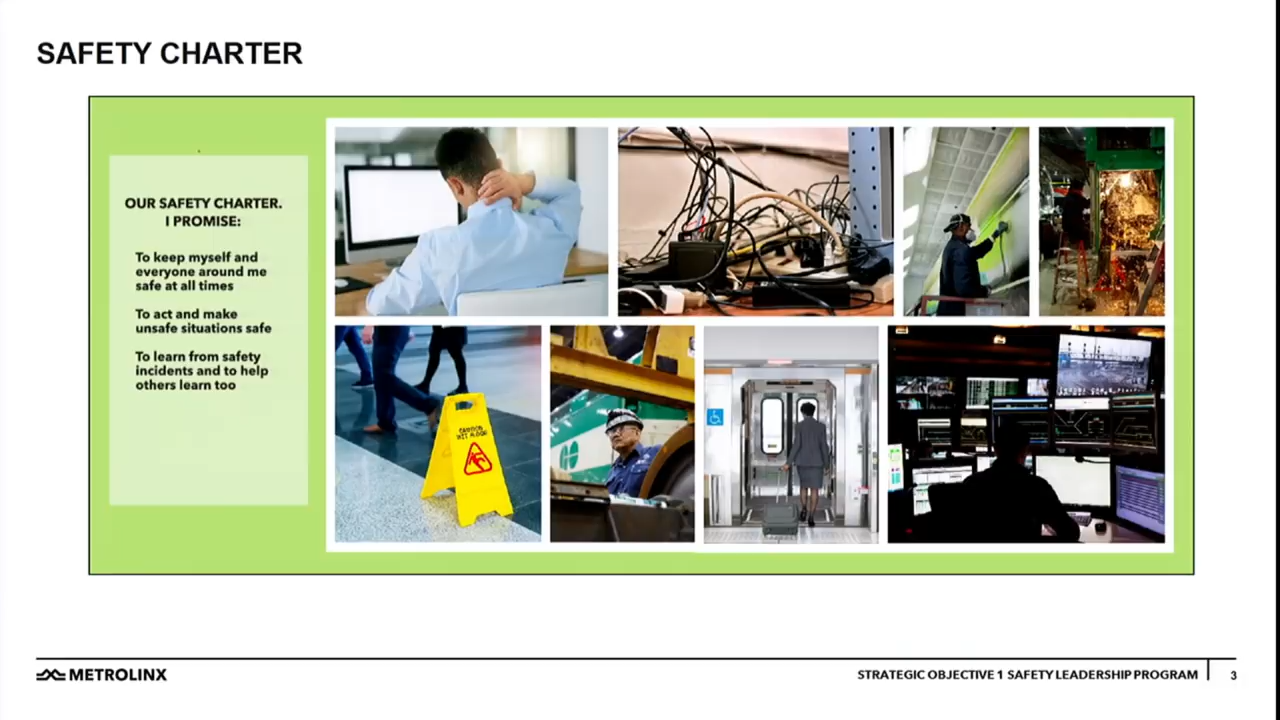 SAFETY CHARTER
OUR SAFETY CHARTER.
I PROMISE:
To keep myself and
everyone around me
safe at all times
To act and make
unsafe situations safe
To learn from safety
incidents and to help
others learn too
CAUTION
WET FLOOR
METROLINX
STRATEGIC OBJECTIVE 1 SAFETY LEADERSHIP PROGRAM
3